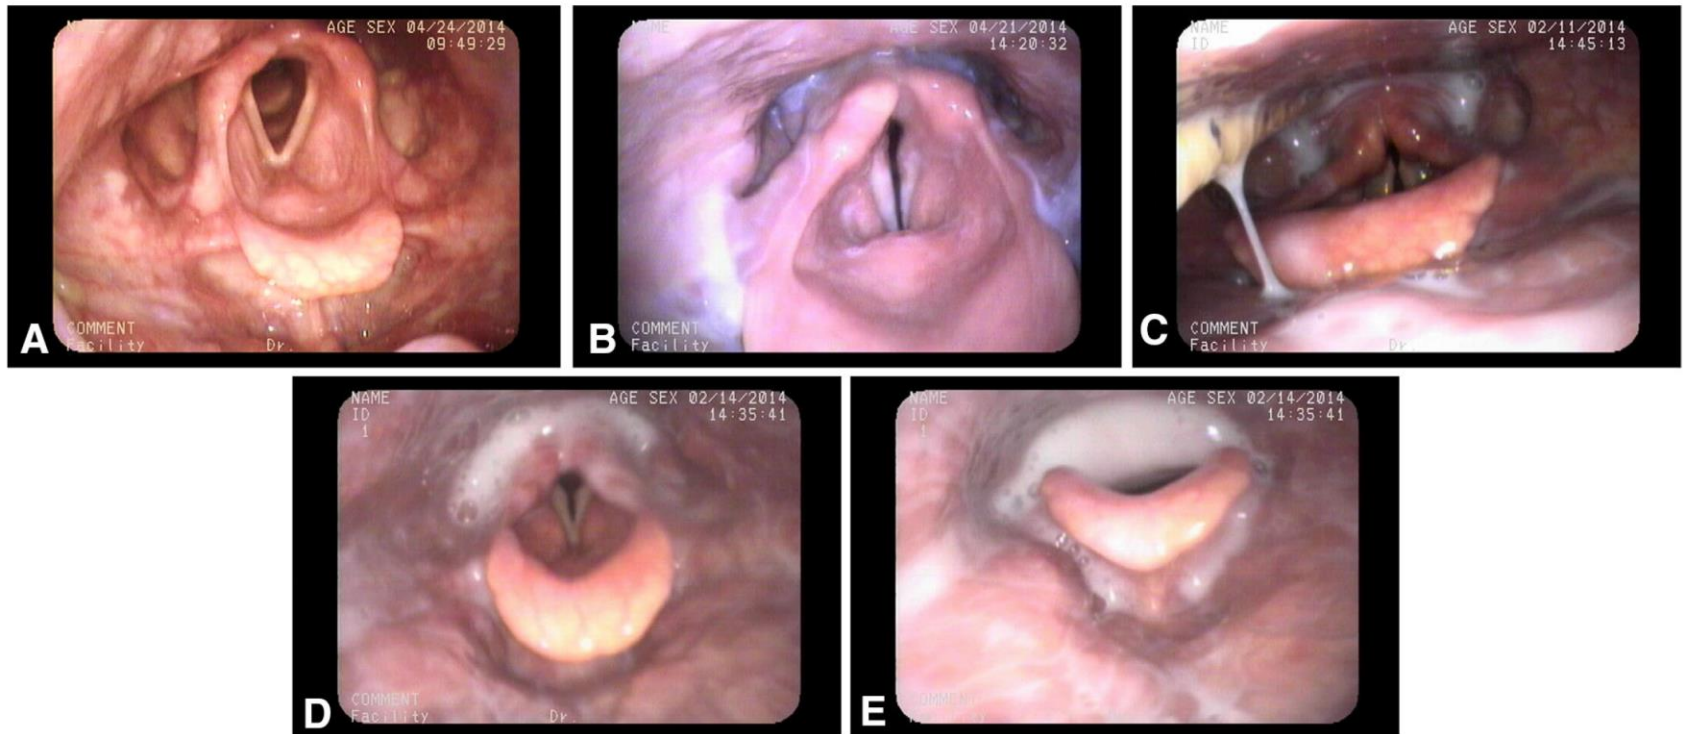 AGE SEX 04/24/2014
09:49:29
COMMENT
Facility Dr.
A
NAME AGE SEX 04/21/2014
14:20:32
COMMENT
Facility
B
NAME AGE SEX 02/11/2014
ID 14:45:13
COMMENT
Facility Dr.
C
NAME AGE SEX 02/14/2014
ID 14:35:41
1
COMMENT
Facility Dr.
D
NAME AGE SEX 02/14/2014
ID 14:35:41
1
COMMENT
E